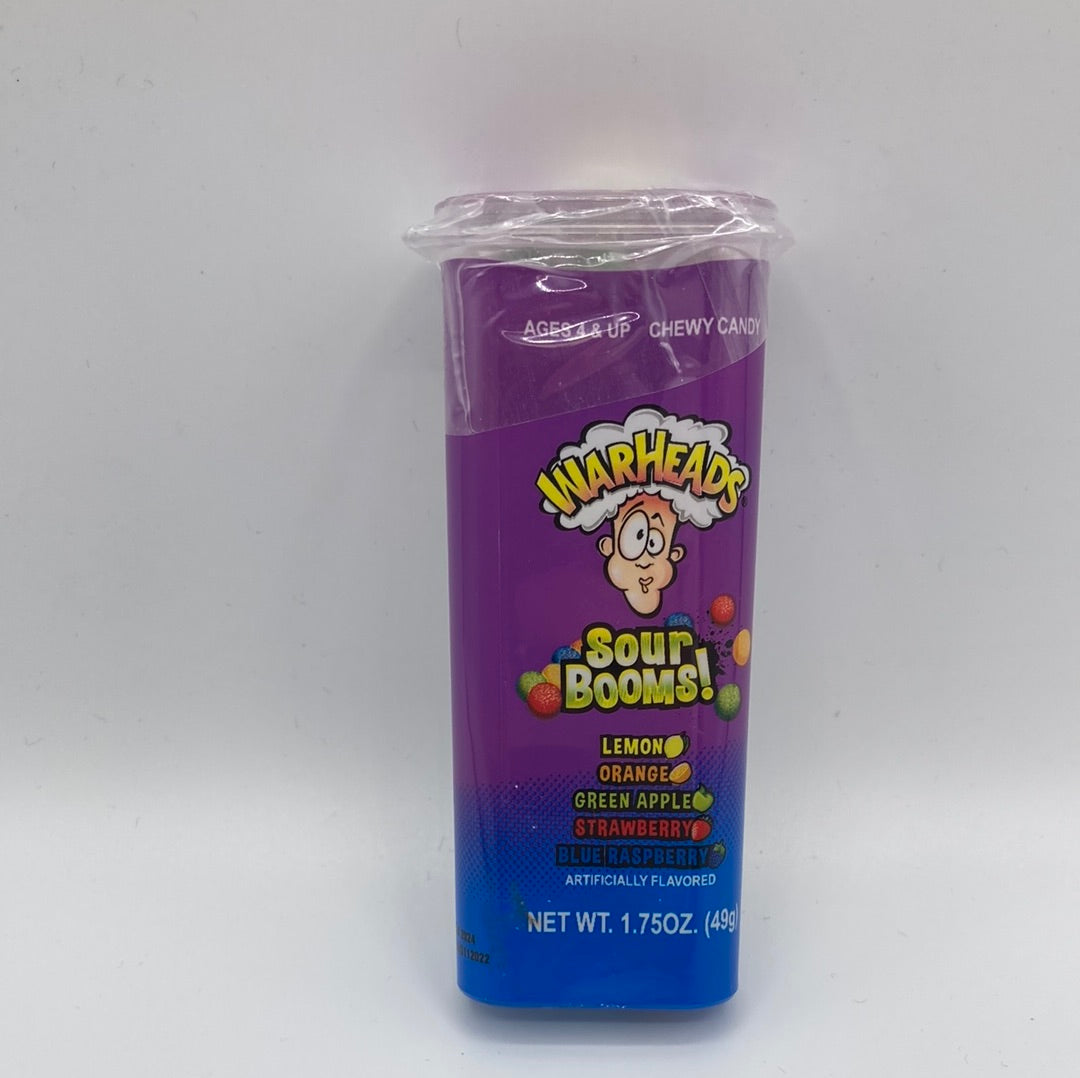 AGES 4 & UP CHEWY CANDY
WARHEADS
Sour
BOOMS!
LEMON
ORANGE
GREEN APPLE
STRAWBERRY
BLUE RASPBERRY
ARTIFICIALLY FLAVORED
NET WT. 1.75OZ. (49g)